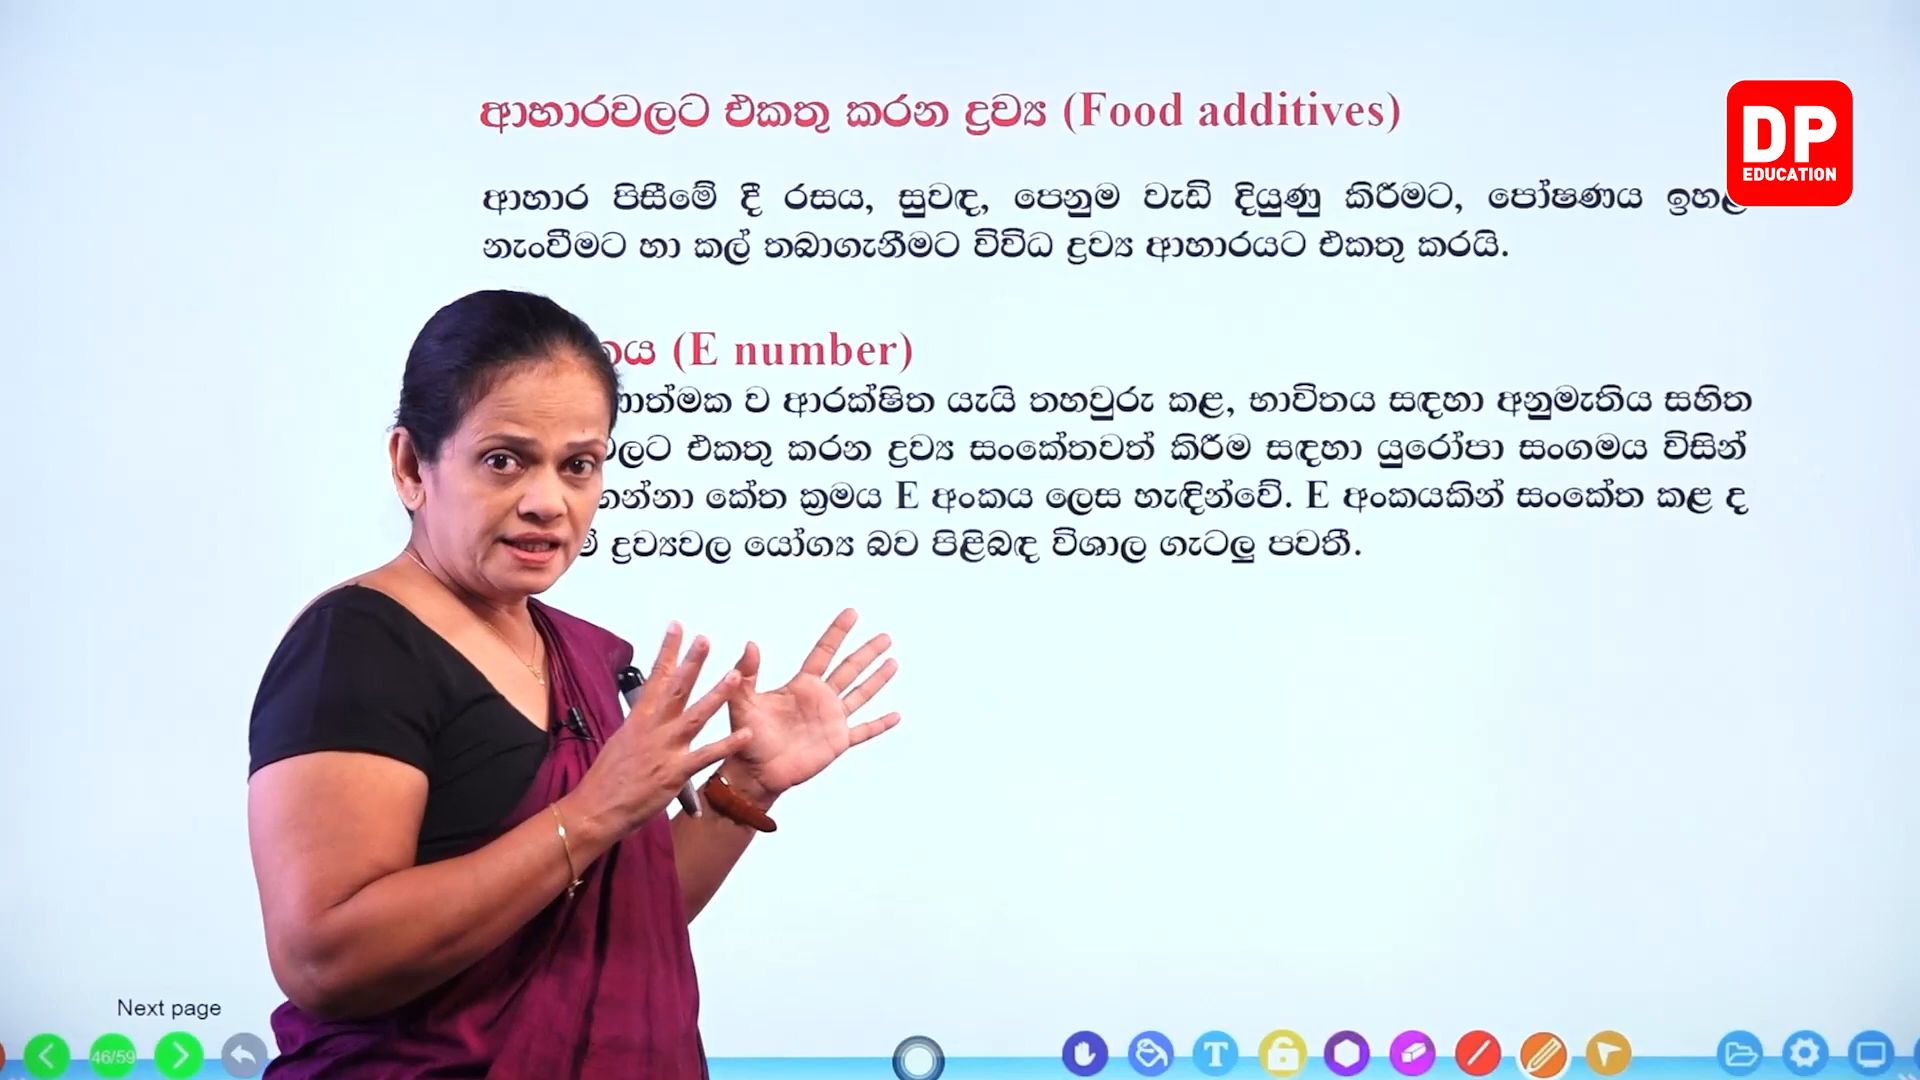 ආහාරවලට එකතු කරන ද්‍රව්‍ය (Food additives)
DP
EDUCATION
ආහාර පිසීමේ දී රසය, සුවඳ, පෙනුම වැඩි දියුණු කිරීමට, පෝෂණය ඉහළ
නැංවීමට හා කල් තබාගැනීමට විවිධ ද්‍රව්‍ය ආහාරයට එකතු කරයි.
(E number)
ව ආරක්ෂිත යැයි තහවුරු කළ, භාවිතය සඳහා අනුමැතිය සහිත
එකතු කරන ද්‍රව්‍ය සංකේතවත් කිරීම සඳහා යුරෝපා සංගමය විසින්
කේත ක්‍රමය E අංකය ලෙස හැඳින්වේ. E අංකයකින් සංකේත කළ ද
ද්‍රව්‍යවල යෝග්‍ය බව පිළිබඳ විශාල ගැටලු පවතී.
Next page
46/59